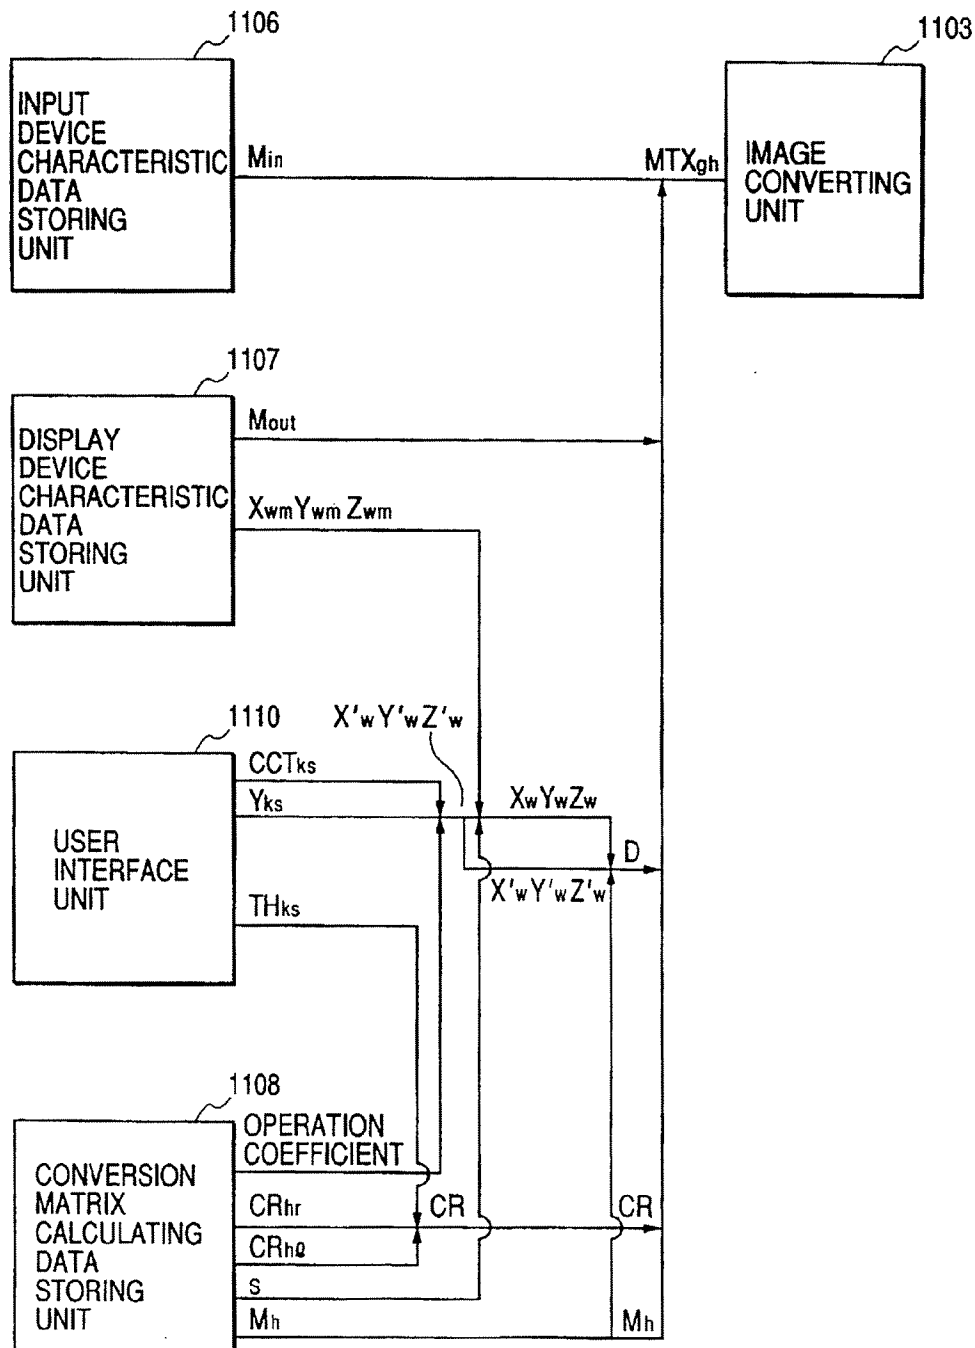 1106
INPUT
DEVICE
CHARACTERISTIC
DATA
STORING
UNIT
Min
MTXgh
1103
IMAGE
CONVERTING
UNIT
1107
DISPLAY
DEVICE
CHARACTERISTIC
DATA
STORING
UNIT
Mout
XwmYwmZwm
1110
USER
INTERFACE
UNIT
CCTks
Yks
THks
X'wY'wZ'w
XwYwZw
X'wY'wZ'w
D
1108
CONVERSION
MATRIX
CALCULATING
DATA
STORING
UNIT
OPERATION
COEFFICIENT
CRhr
CR
CR
CRhℓ
S
Mh
Mh